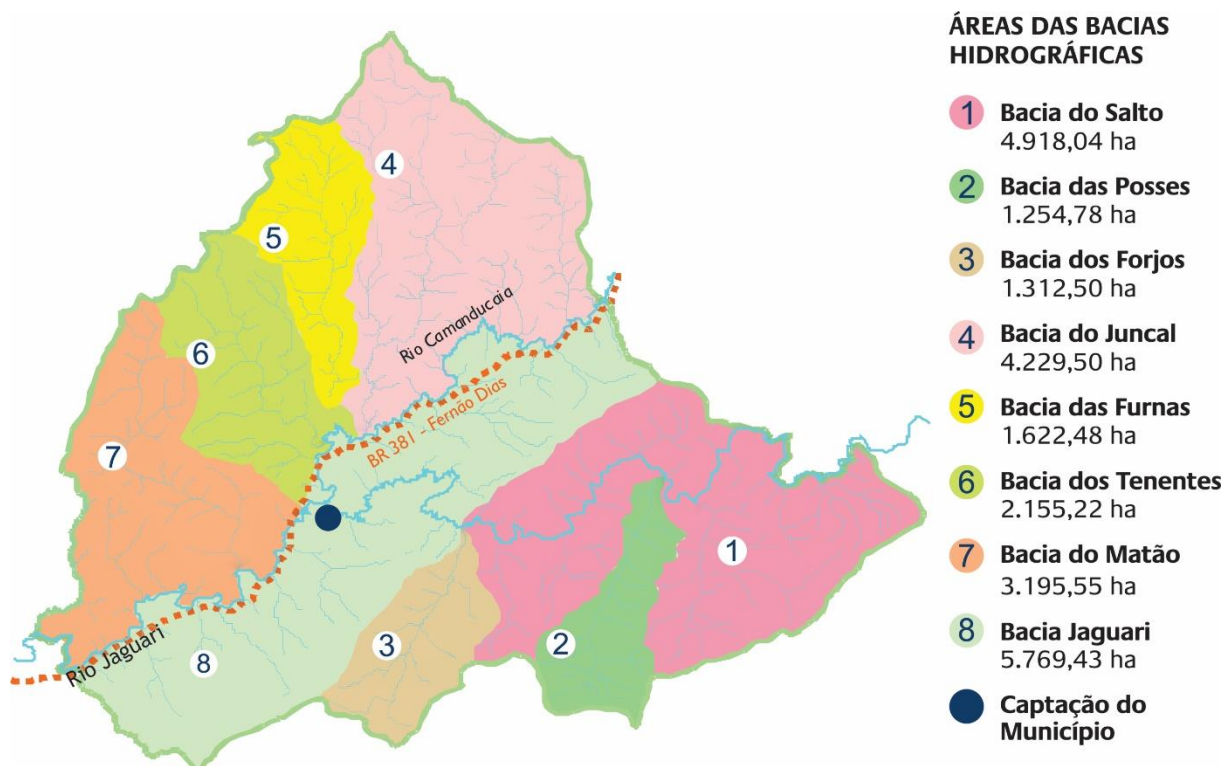 4
5
6
Rio Camanducaia
BR 381 - Fernão Dias
7
1
3
2
8
Rio Jaguari
ÁREAS DAS BACIAS
HIDROGRÁFICAS
1 Bacia do Salto
4.918,04 ha
2 Bacia das Posses
1.254,78 ha
3 Bacia dos Forjos
1.312,50 ha
4 Bacia do Juncal
4.229,50 ha
5 Bacia das Furnas
1.622,48 ha
6 Bacia dos Tenentes
2.155,22 ha
7 Bacia do Matão
3.195,55 ha
8 Bacia Jaguari
5.769,43 ha
Captação do
Município